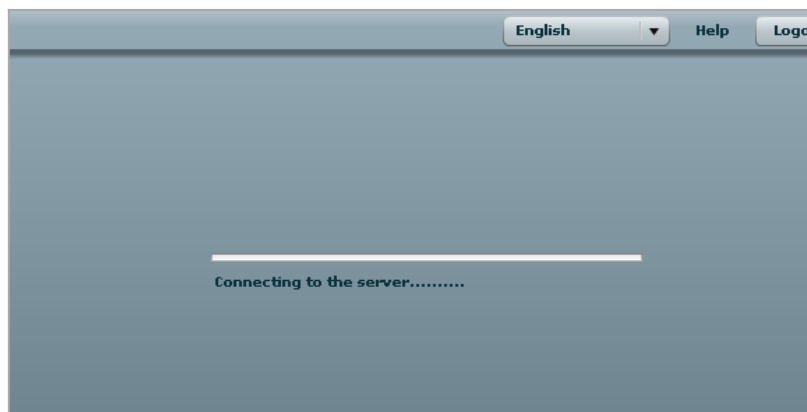 English Help Logo
Connecting to the server..........